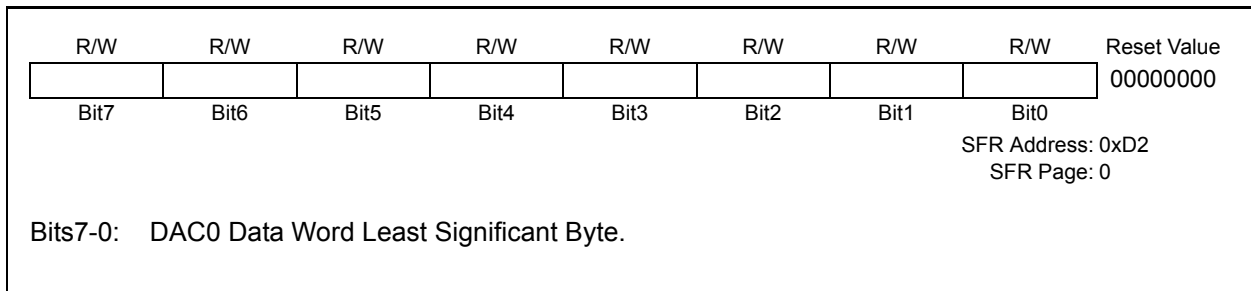 R/W R/W R/W R/W R/W R/W R/W R/W Reset Value
00000000
Bit7 Bit6 Bit5 Bit4 Bit3 Bit2 Bit1 Bit0
SFR Address: 0xD2
SFR Page: 0
Bits7-0: DAC0 Data Word Least Significant Byte.